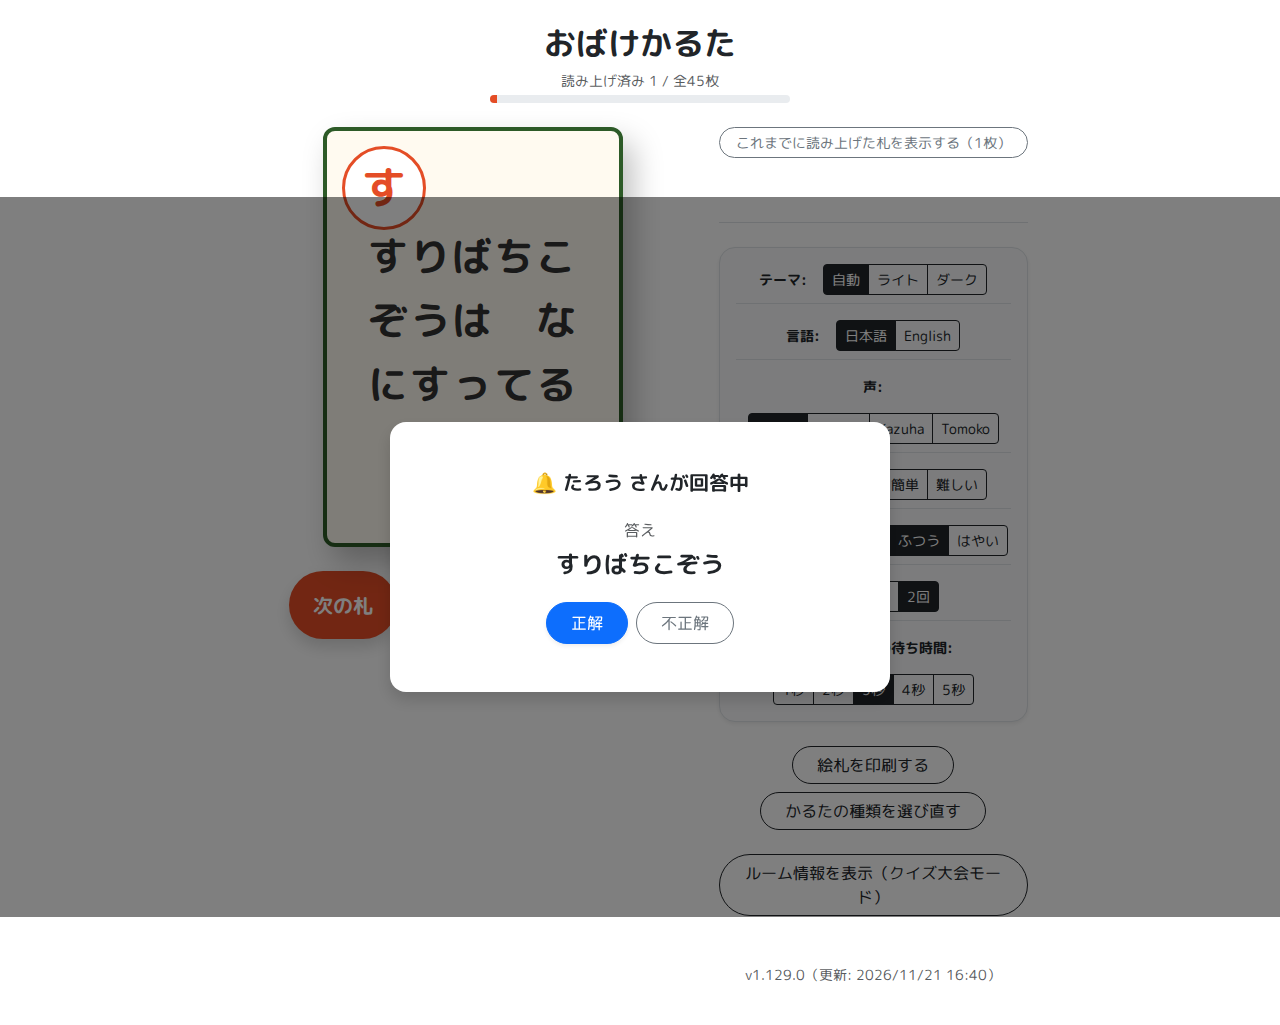 おばけかるた
読み上げ済み 1 / 全45枚
す
すりばちこ
ぞうは　な
にすってる
次の札
🔔 たろう さんが回答中
答え
すりばちこぞう
正解
不正解
これまでに読み上げた札を表示する（1枚）
テーマ: 自動 ライト ダーク
言語: 日本語 English
声:
Tomoko
簡単 難しい
ふつう はやい
2回
待ち時間:
4秒 5秒
絵札を印刷する
かるたの種類を選び直す
ルーム情報を表示（クイズ大会モー
ド）
v1.129.0（更新: 2026/11/21 16:40）